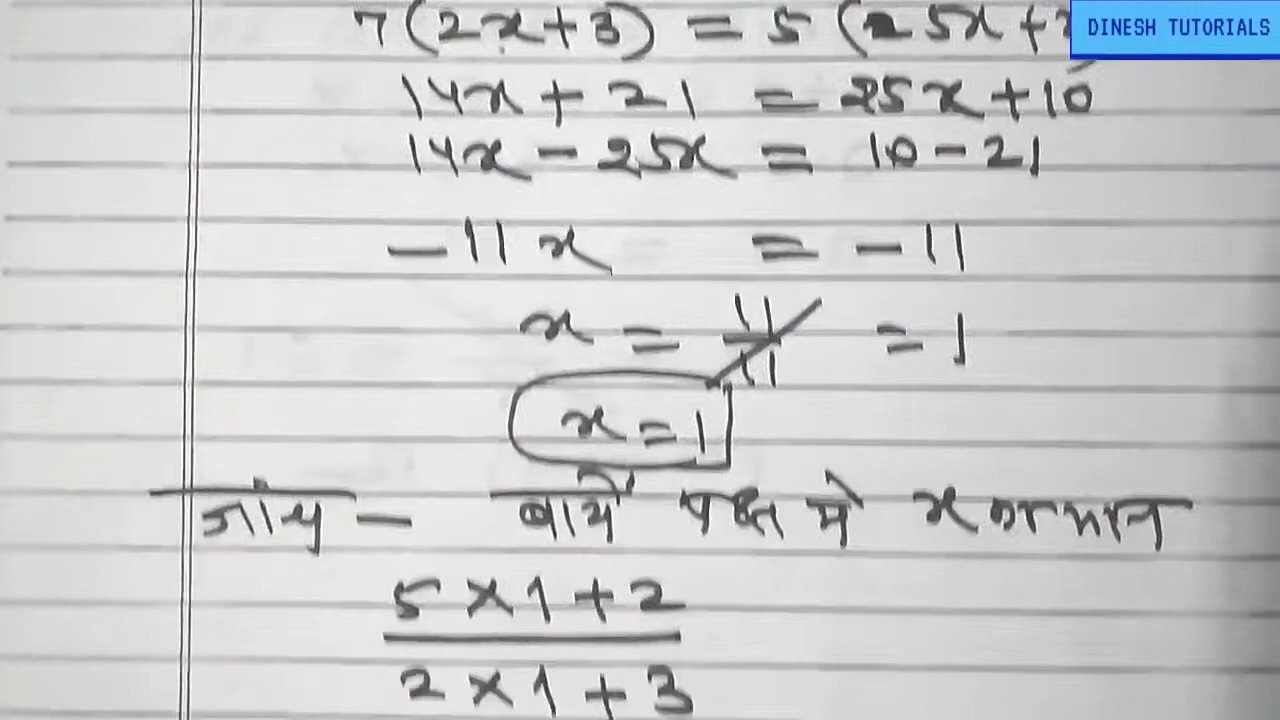 DINESH TUTORIALS
7(2x+3) = 5(25x+
14x + 21 = 25x+10
14x - 25x = 10-21
-11x = -11
x = 11/11 = 1
x = 1
जांच - बायें पक्ष मे x का मान
5×1+2
2×1+3